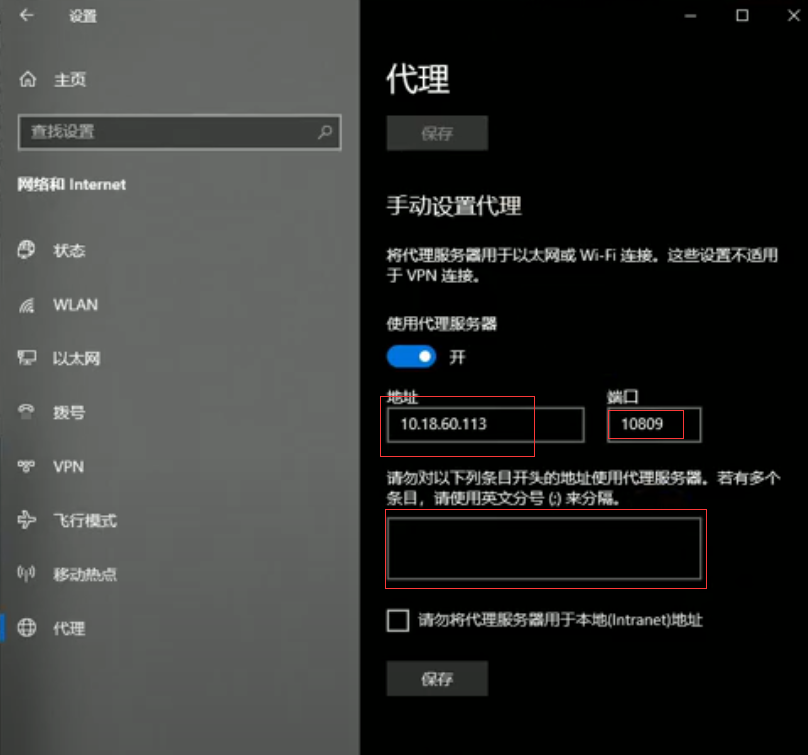 设置
主页
查找设置
网络和 Internet
状态
WLAN
以太网
拨号
VPN
飞行模式
移动热点
代理
代理
保存
手动设置代理
将代理服务器用于以太网或 Wi-Fi 连接。这些设置不适用
于 VPN 连接。
使用代理服务器
开
地址
端口
10.18.60.113
10809
请勿对以下列条目开头的地址使用代理服务器。若有多个
条目，请使用英文分号 (;) 来分隔。
请勿将代理服务器用于本地(Intranet)地址
保存